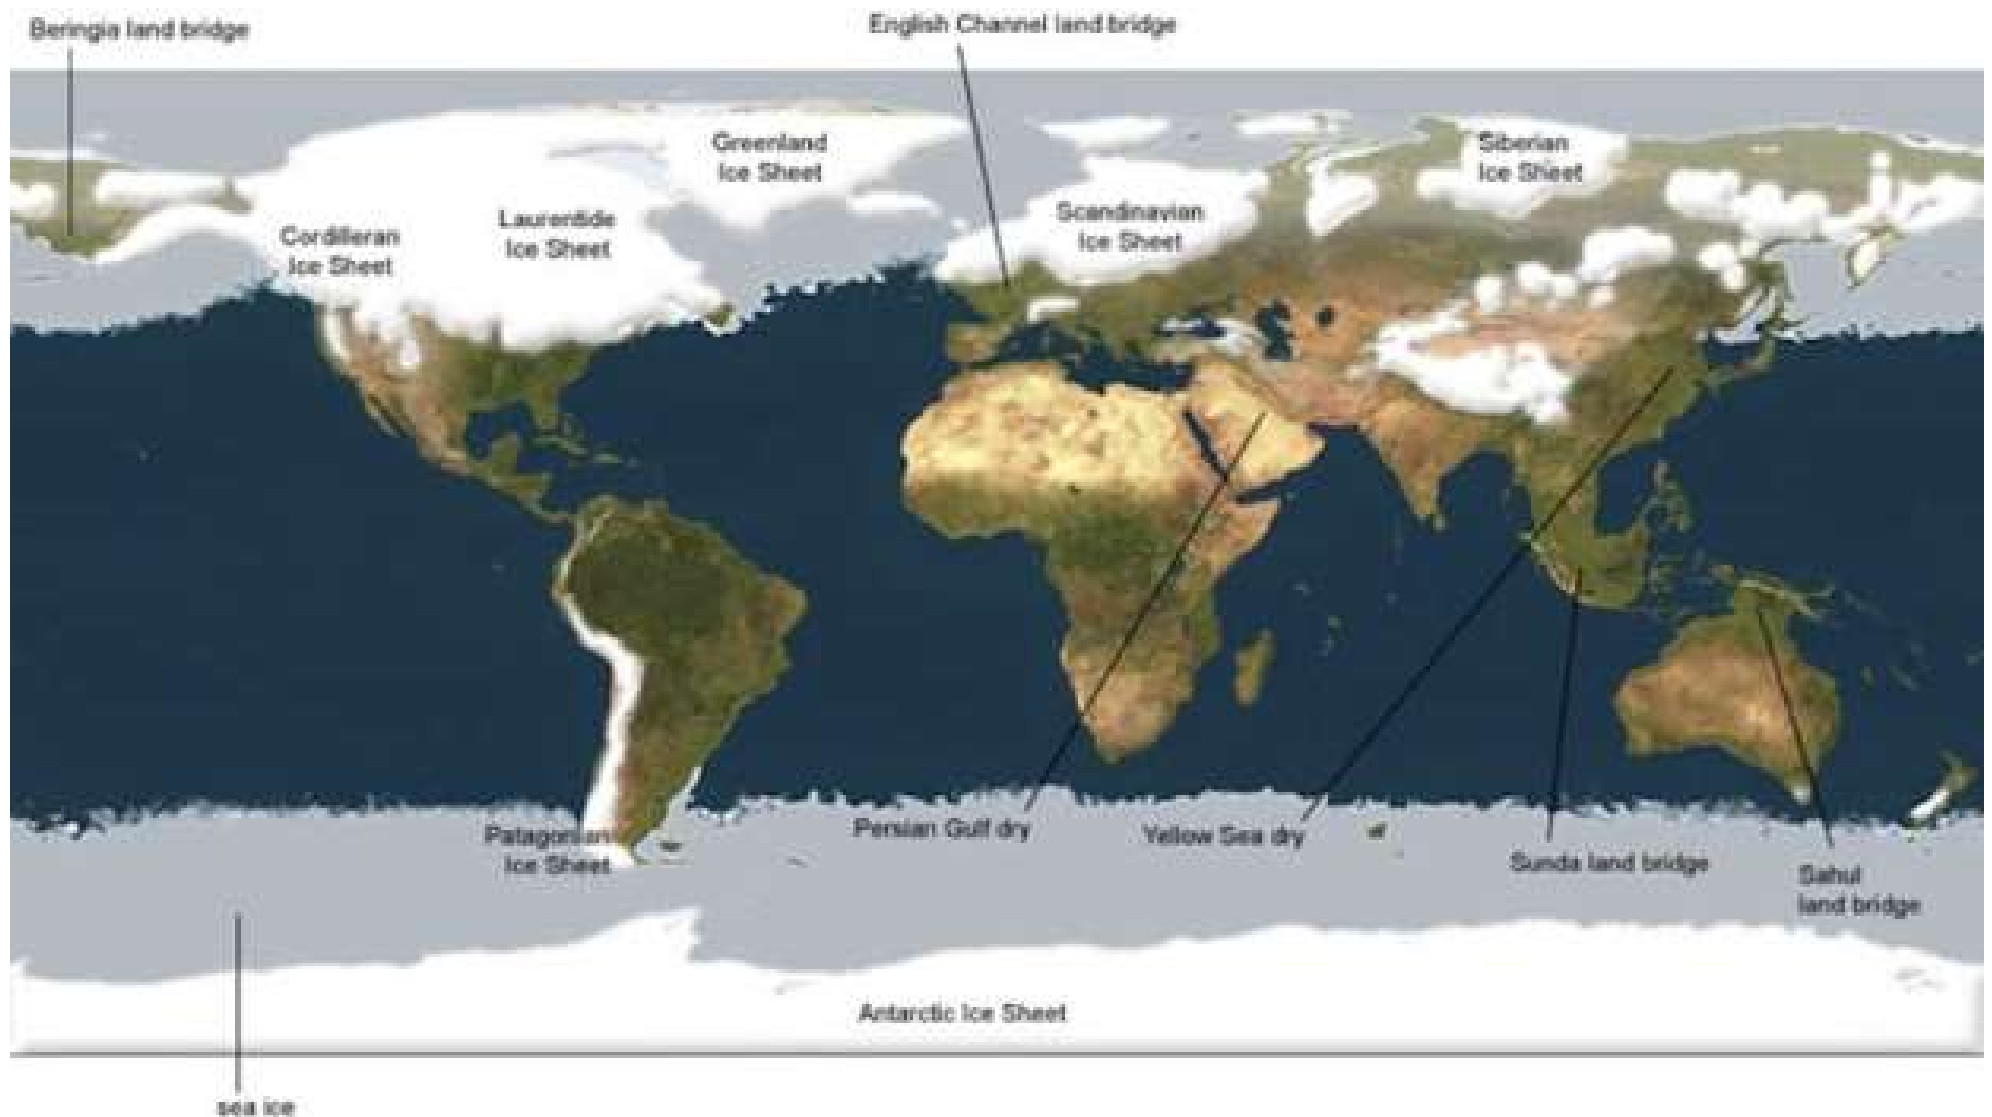 Beringia land bridge
English Channel land bridge
Greenland
Ice Sheet
Siberian
Ice Sheet
Scandinavian
Ice Sheet
Laurentide
Ice Sheet
Cordilleran
Ice Sheet
Patagonian
Ice Sheet
Persian Gulf dry
Yellow Sea dry
Sunda land bridge
Sahul
land bridge
Antarctic Ice Sheet
sea ice